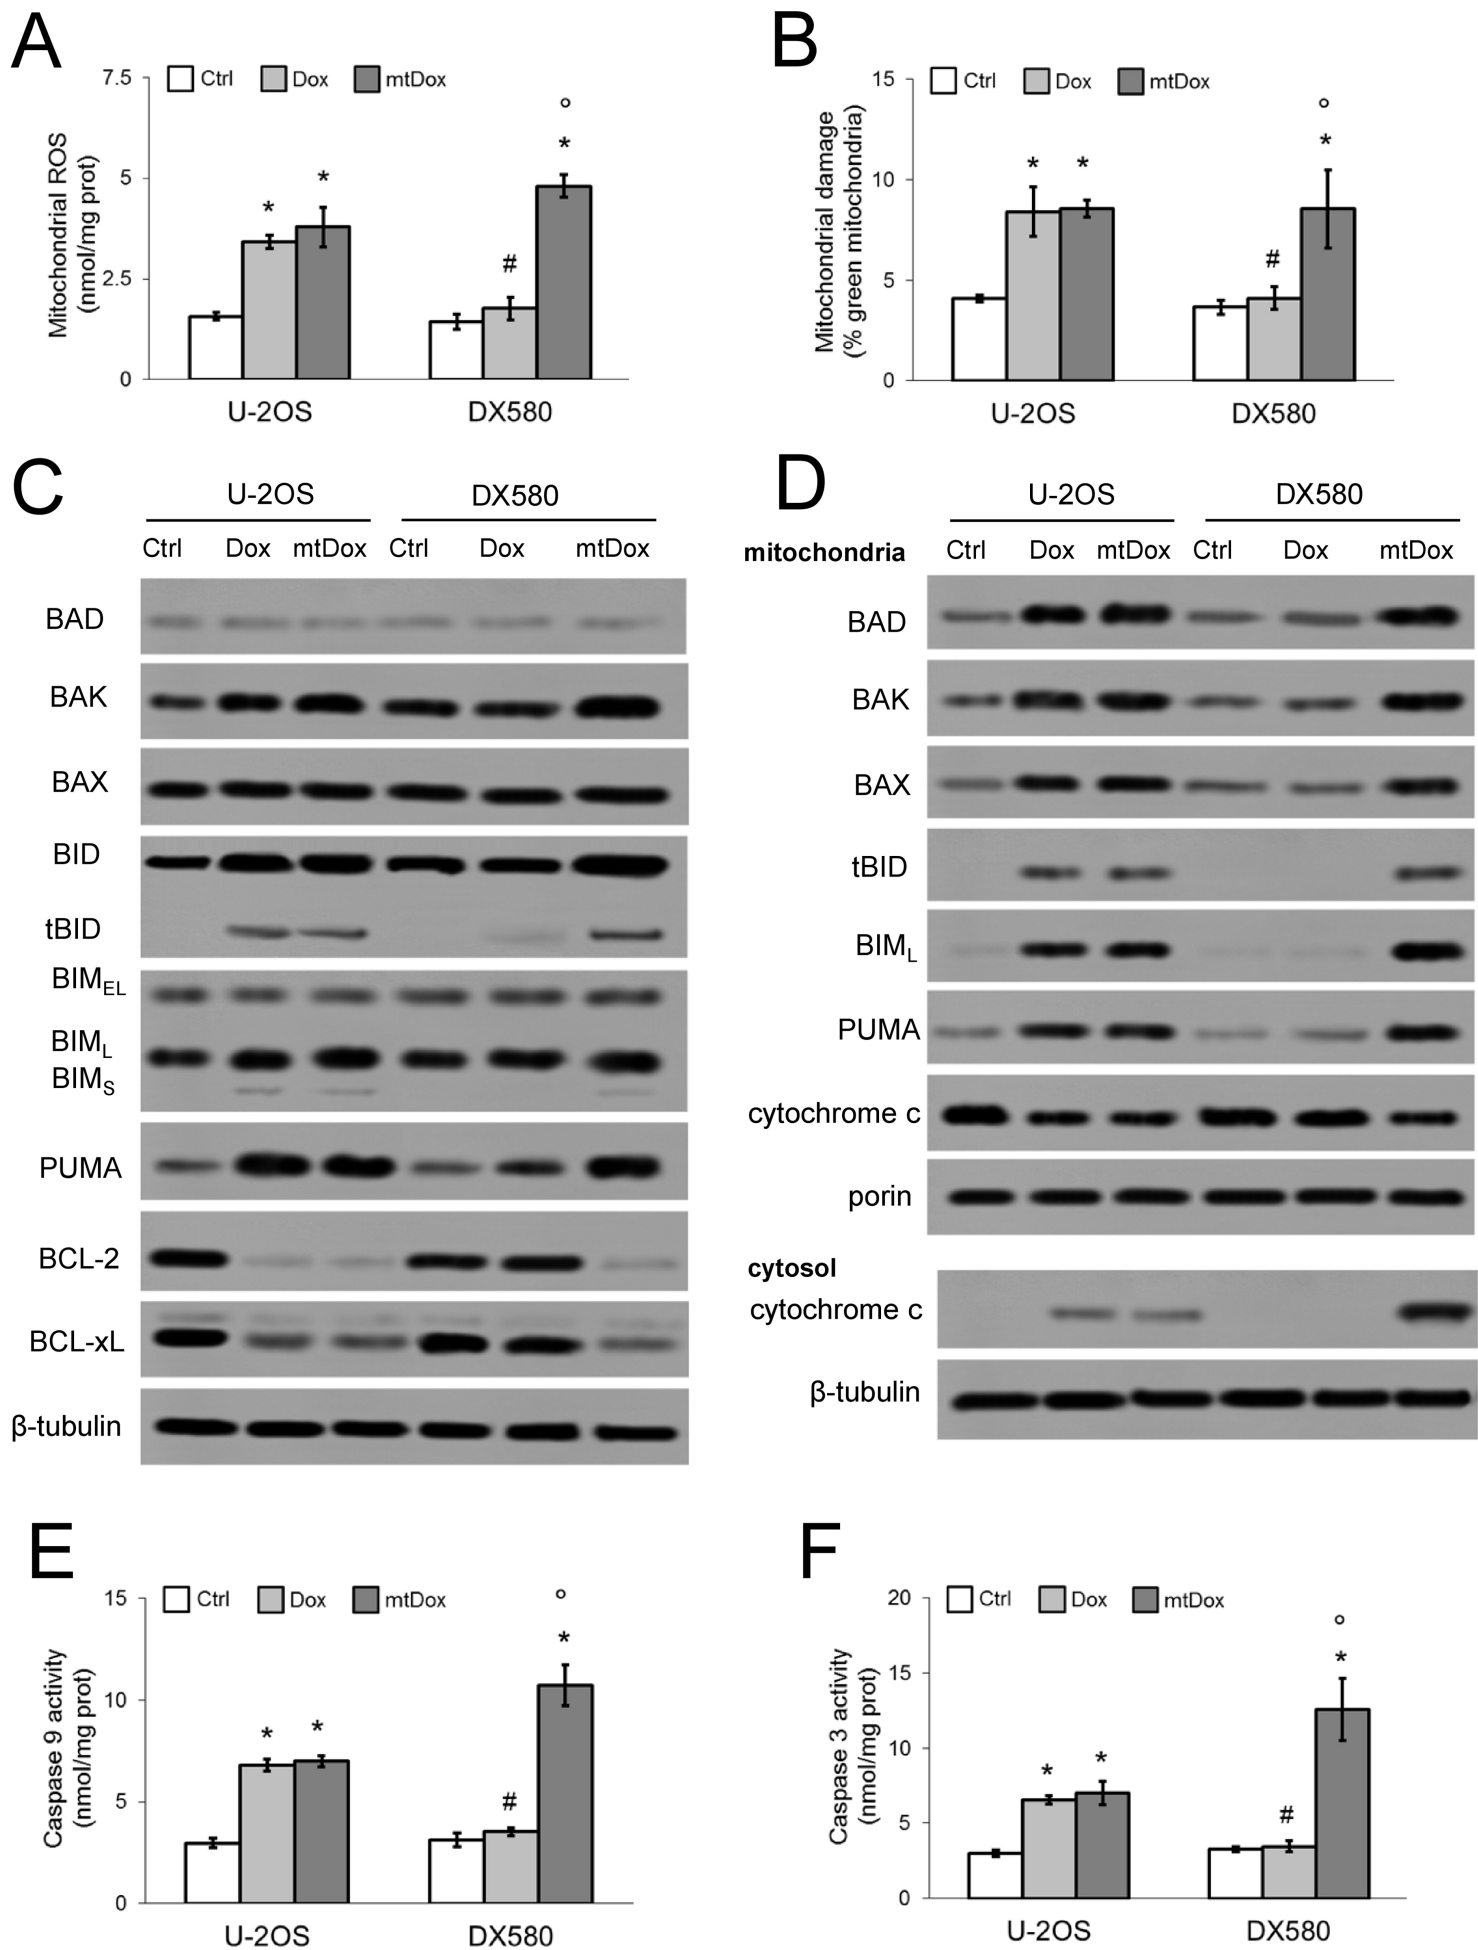 A
Ctrl Dox mtDox
Mitochondrial ROS
(nmol/mg prot)
7.5
5
2.5
0
* * # * °
U-2OS DX580
B
Ctrl Dox mtDox
Mitochondrial damage
(% green mitochondria)
15
10
5
0
* * # * °
U-2OS DX580
C
U-2OS DX580
Ctrl Dox mtDox Ctrl Dox mtDox
BAD
BAK
BAX
BID
tBID
BIMEL
BIML
BIMS
PUMA
BCL-2
BCL-xL
β-tubulin
D
U-2OS DX580
mitochondria Ctrl Dox mtDox Ctrl Dox mtDox
BAD
BAK
BAX
tBID
BIML
PUMA
cytochrome c
porin
cytosol
cytochrome c
β-tubulin
E
Ctrl Dox mtDox
Caspase 9 activity
(nmol/mg prot)
15
10
5
0
* * # * °
U-2OS DX580
F
Ctrl Dox mtDox
Caspase 3 activity
(nmol/mg prot)
20
15
10
5
0
* * # * °
U-2OS DX580